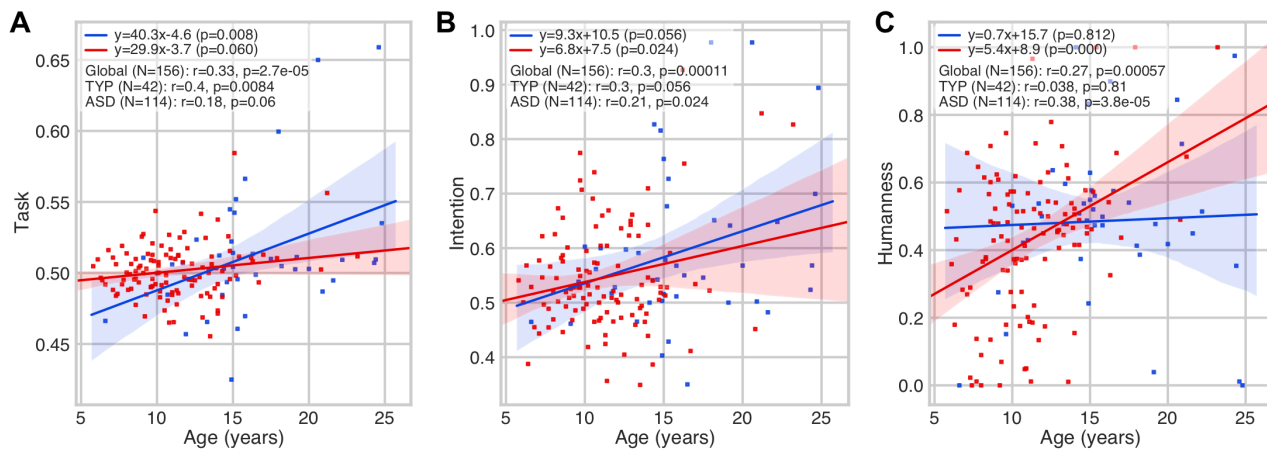 A
y=40.3x-4.6 (p=0.008)
y=29.9x-3.7 (p=0.060)
Global (N=156): r=0.33, p=2.7e-05
TYP (N=42): r=0.4, p=0.0084
ASD (N=114): r=0.18, p=0.06
0.65
0.60
0.55
0.50
0.45
Task
5 10 15 20 25
Age (years)
B
y=9.3x+10.5 (p=0.056)
y=6.8x+7.5 (p=0.024)
Global (N=156): r=0.3, p=0.00011
TYP (N=42): r=0.3, p=0.056
ASD (N=114): r=0.21, p=0.024
1.0
0.9
0.8
0.7
0.6
0.5
0.4
Intention
5 10 15 20 25
Age (years)
C
y=0.7x+15.7 (p=0.812)
y=5.4x+8.9 (p=0.000)
Global (N=156): r=0.27, p=0.00057
TYP (N=42): r=0.038, p=0.81
ASD (N=114): r=0.38, p=3.8e-05
1.0
0.8
0.6
0.4
0.2
0.0
Humanness
5 10 15 20 25
Age (years)